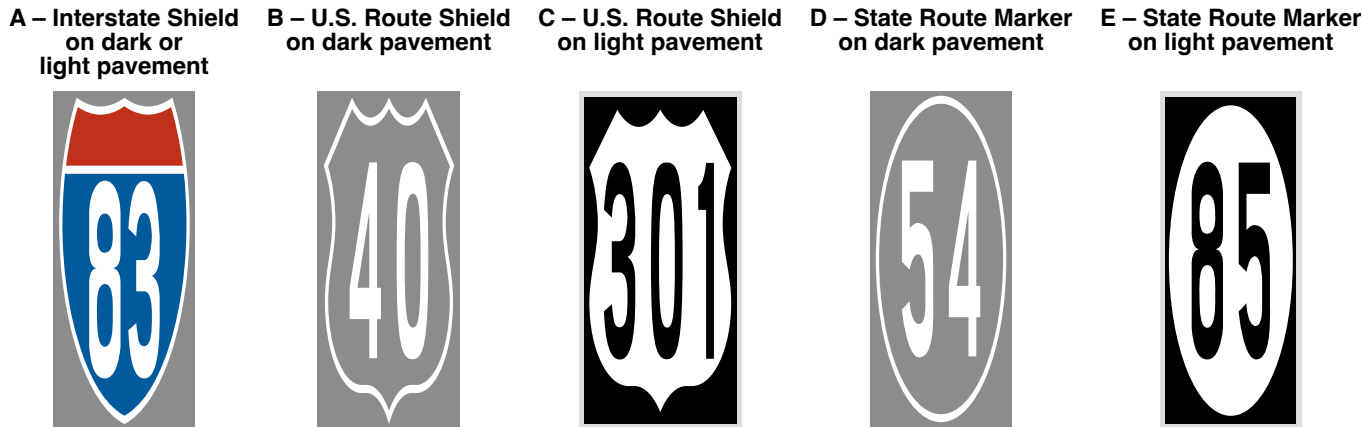 A – Interstate Shield
on dark or
light pavement
B – U.S. Route Shield
on dark pavement
C – U.S. Route Shield
on light pavement
D – State Route Marker
on dark pavement
E – State Route Marker
on light pavement
83
40
301
54
85